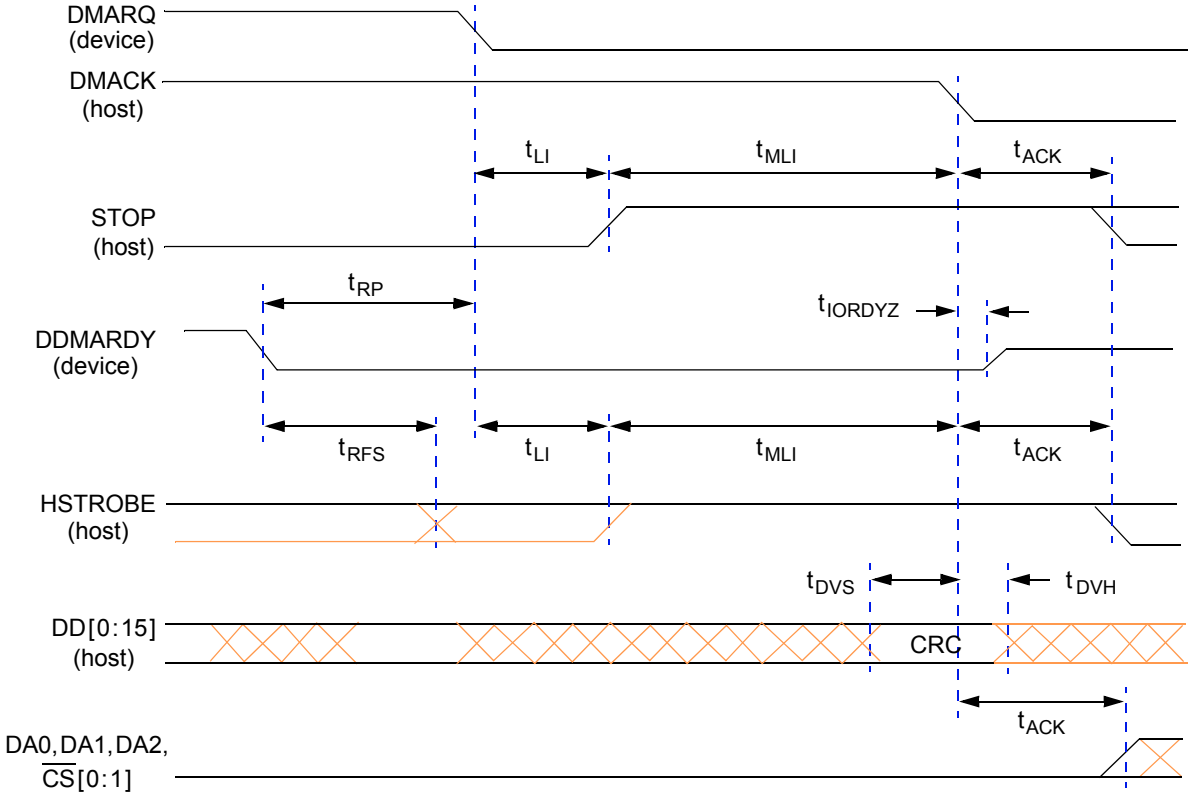 DMARQ
(device)
DMACK
(host)
tLI
tMLI
tACK
STOP
(host)
tRP
tIORDYZ
DDMARDY
(device)
tRFS
tLI
tMLI
tACK
HSTROBE
(host)
tDVS
tDVH
DD[0:15]
(host)
CRC
tACK
DA0,DA1,DA2,
CS[0:1]